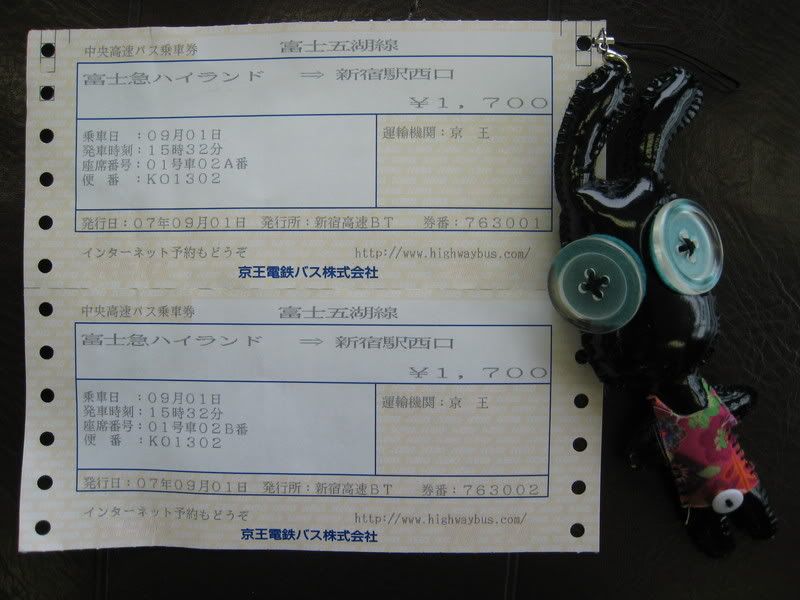 中央高速バス乗車券 富士五湖線
富士急ハイランド ⇒ 新宿駅西口
¥1,700
乗車日 :09月01日
発車時刻:15時32分
座席番号:01号車02A番
便 番 :K01302
運輸機関:京 王
発行日:07年09月01日 発行所:新宿高速BT 券番:763001
インターネット予約もどうぞ http://www.highwaybus.com/
京王電鉄バス株式会社
中央高速バス乗車券 富士五湖線
富士急ハイランド ⇒ 新宿駅西口
¥1,700
乗車日 :09月01日
発車時刻:15時32分
座席番号:01号車02B番
便 番 :K01302
運輸機関:京 王
発行日:07年09月01日 発行所:新宿高速BT 券番:763002
インターネット予約もどうぞ http://www.highwaybus.com/
京王電鉄バス株式会社